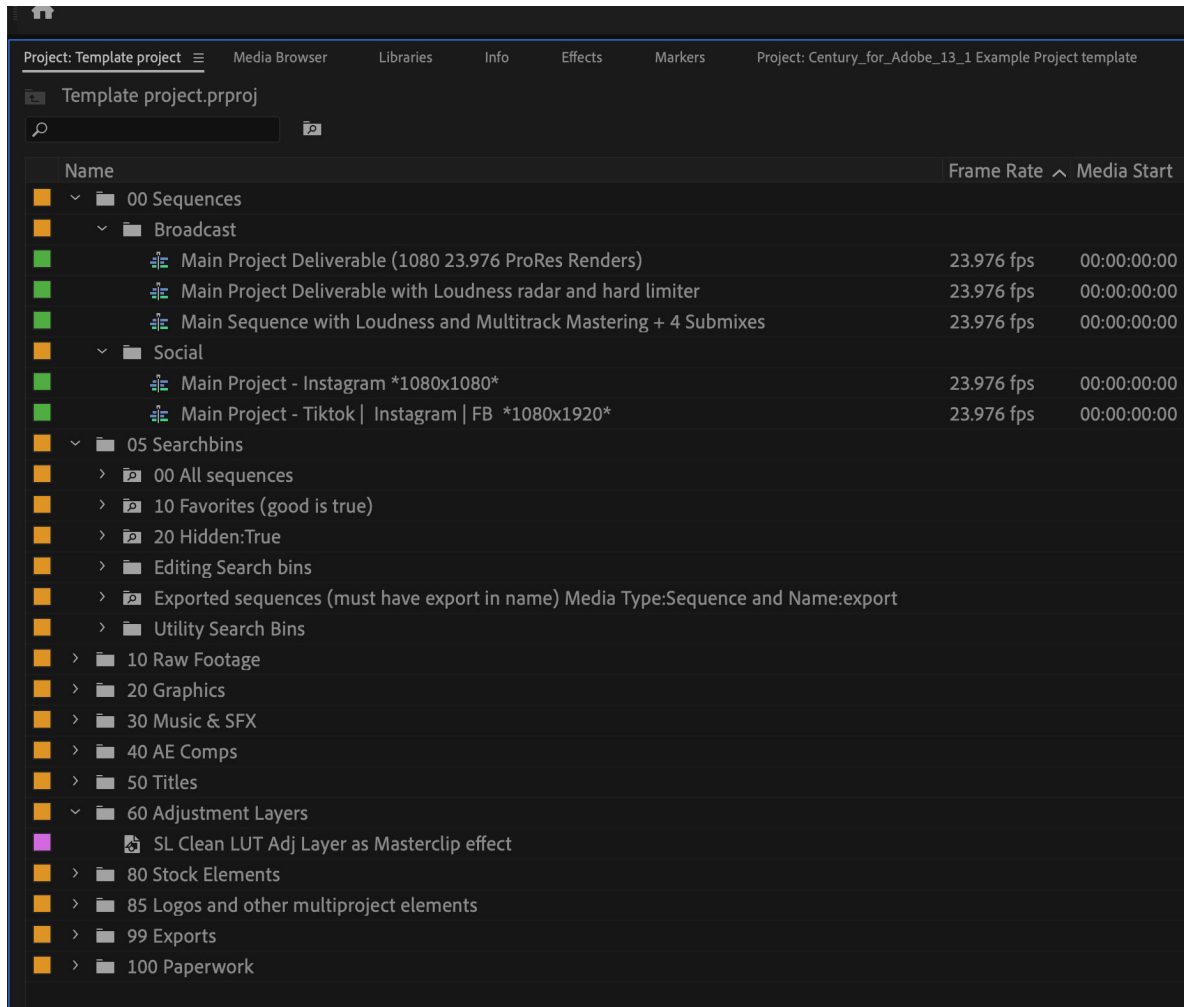 Project: Template project Media Browser Libraries Info Effects Markers Project: Century_for_Adobe_13_1 Example Project template
Template project.prproj
Name Frame Rate Media Start
00 Sequences
Broadcast
Main Project Deliverable (1080 23.976 ProRes Renders) 23.976 fps 00:00:00:00
Main Project Deliverable with Loudness radar and hard limiter 23.976 fps 00:00:00:00
Main Sequence with Loudness and Multitrack Mastering + 4 Submixes 23.976 fps 00:00:00:00
Social
Main Project - Instagram *1080x1080* 23.976 fps 00:00:00:00
Main Project - Tiktok | Instagram | FB *1080x1920* 23.976 fps 00:00:00:00
05 Searchbins
00 All sequences
10 Favorites (good is true)
20 Hidden:True
Editing Search bins
Exported sequences (must have export in name) Media Type:Sequence and Name:export
Utility Search Bins
10 Raw Footage
20 Graphics
30 Music & SFX
40 AE Comps
50 Titles
60 Adjustment Layers
SL Clean LUT Adj Layer as Masterclip effect
80 Stock Elements
85 Logos and other multiproject elements
99 Exports
100 Paperwork